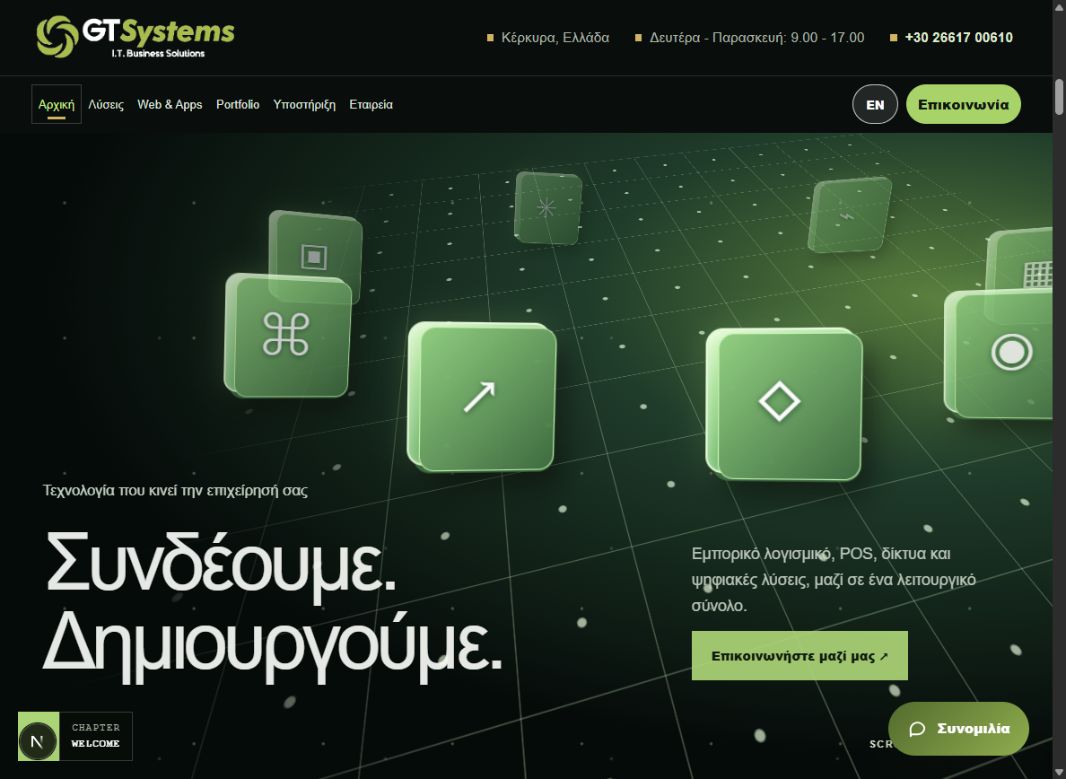 GTSystems
I.T. Business Solutions
Κέρκυρα, Ελλάδα
Δευτέρα - Παρασκευή: 9.00 - 17.00
+30 26617 00610
Αρχική
Λύσεις
Web & Apps
Portfolio
Υποστήριξη
Εταιρεία
EN
Επικοινωνία
Τεχνολογία που κινεί την επιχείρησή σας
Συνδέουμε.
Δημιουργούμε.
Εμπορικό λογισμικό, POS, δίκτυα και
ψηφιακές λύσεις, μαζί σε ένα λειτουργικό
σύνολο.
Επικοινωνήστε μαζί μας ↗
N
CHAPTER
WELCOME
SCR
Συνομιλία